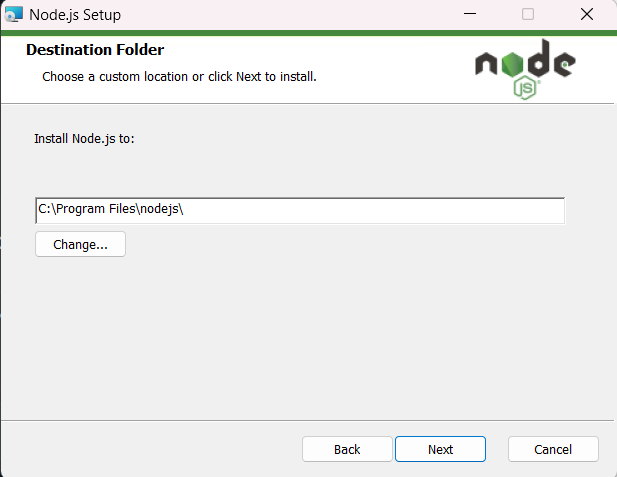 Node.js Setup
Destination Folder
Choose a custom location or click Next to install.
node
JS
Install Node.js to:
C:\Program Files\nodejs\
Change...
Back
Next
Cancel